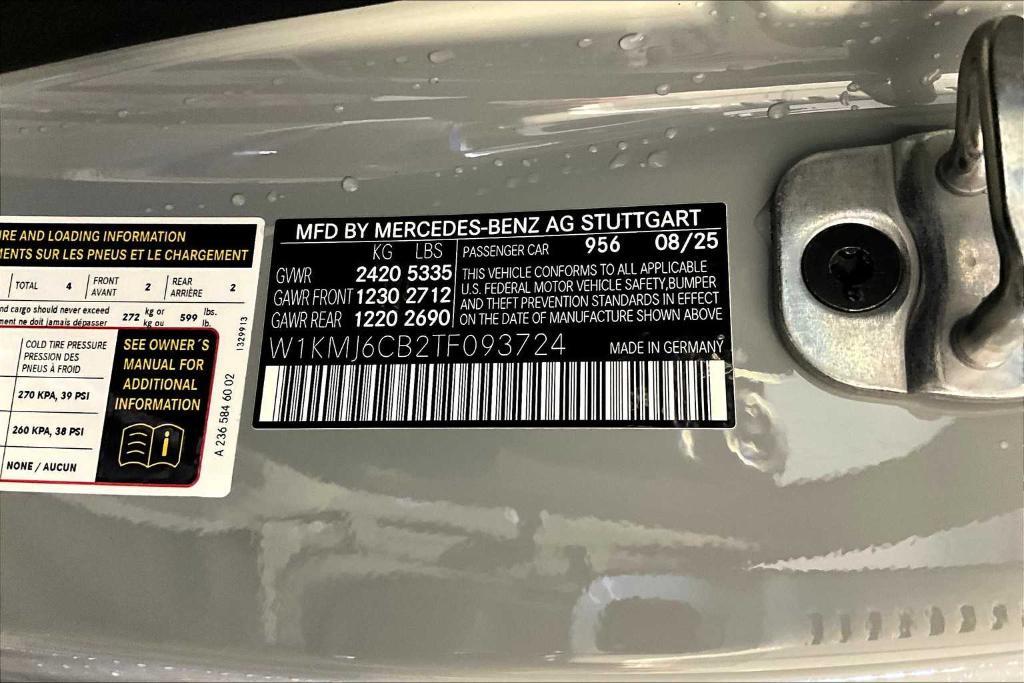 IRE AND LOADING INFORMATION
MENTS SUR LES PNEUS ET LE CHARGEMENT
TOTAL 4 FRONT AVANT 2 REAR ARRIÈRE 2
nd cargo should never exceed 272 kg or 599 lbs.
ment ne doit jamais dépasser kg ou lb.
COLD TIRE PRESSURE
PRESSION DES
PNEUS À FROID
270 KPA, 39 PSI
260 KPA, 38 PSI
NONE / AUCUN
SEE OWNER´S
MANUAL FOR
ADDITIONAL
INFORMATION
1329913
A 236 584 60 02
MFD BY MERCEDES-BENZ AG STUTTGART
KG LBS PASSENGER CAR 956 08/25
GVWR 2420 5335
GAWR FRONT 1230 2712
GAWR REAR 1220 2690
THIS VEHICLE CONFORMS TO ALL APPLICABLE
U.S. FEDERAL MOTOR VEHICLE SAFETY,BUMPER
AND THEFT PREVENTION STANDARDS IN EFFECT
ON THE DATE OF MANUFACTURE SHOWN ABOVE
W1KMJ6CB2TF093724 MADE IN GERMANY